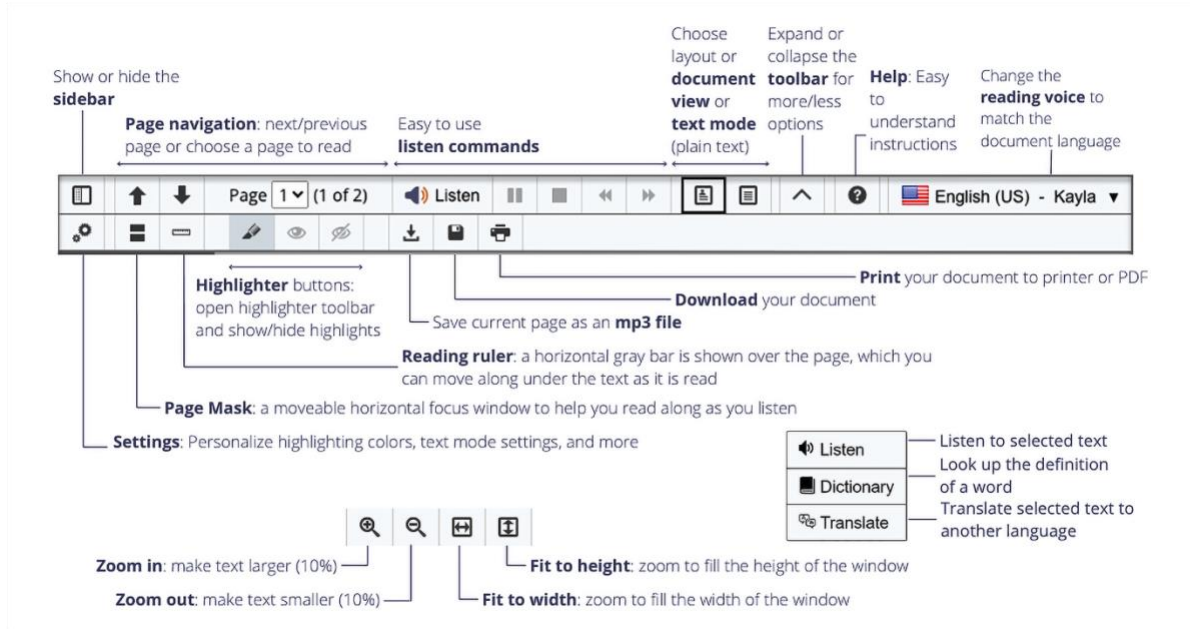 Show or hide the
sidebar
Page navigation: next/previous
page or choose a page to read
Easy to use
listen commands
Choose
layout or
document
view or
text mode
(plain text)
Expand or
collapse the
toolbar for
more/less
options
Help: Easy
to
understand
instructions
Change the
reading voice to
match the
document language
Page 1 (1 of 2) Listen English (US) - Kayla
Highlighter buttons:
open highlighter toolbar
and show/hide highlights
Print your document to printer or PDF
Download your document
Save current page as an mp3 file
Reading ruler: a horizontal gray bar is shown over the page, which you
can move along under the text as it is read
Page Mask: a moveable horizontal focus window to help you read along as you listen
Settings: Personalize highlighting colors, text mode settings, and more
Listen
Dictionary
Translate
Listen to selected text
Look up the definition
of a word
Translate selected text to
another language
Zoom in: make text larger (10%)
Zoom out: make text smaller (10%)
Fit to height: zoom to fill the height of the window
Fit to width: zoom to fill the width of the window